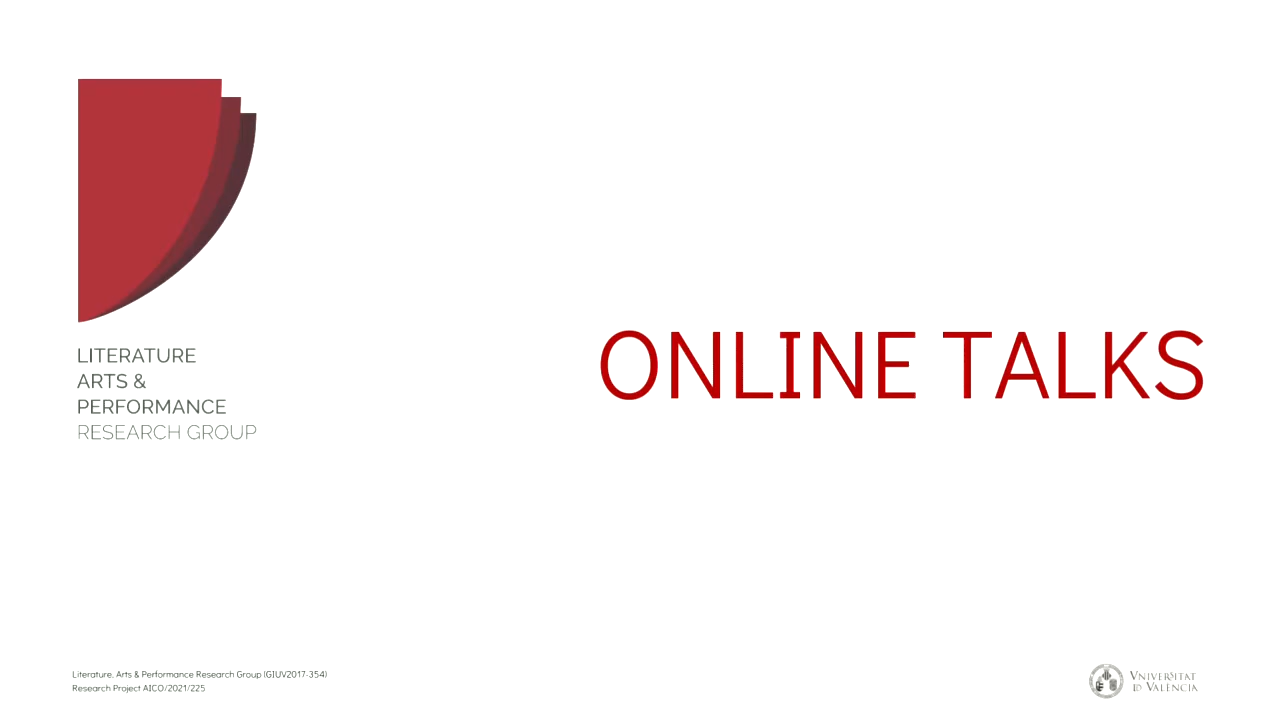 LITERATURE
ARTS &
PERFORMANCE
RESEARCH GROUP
ONLINE TALKS
Literature, Arts & Performance Research Group (GIUV2017-354)
Research Project AICO/2021/225
VNIVERSITAT
ID VALÈNCIA